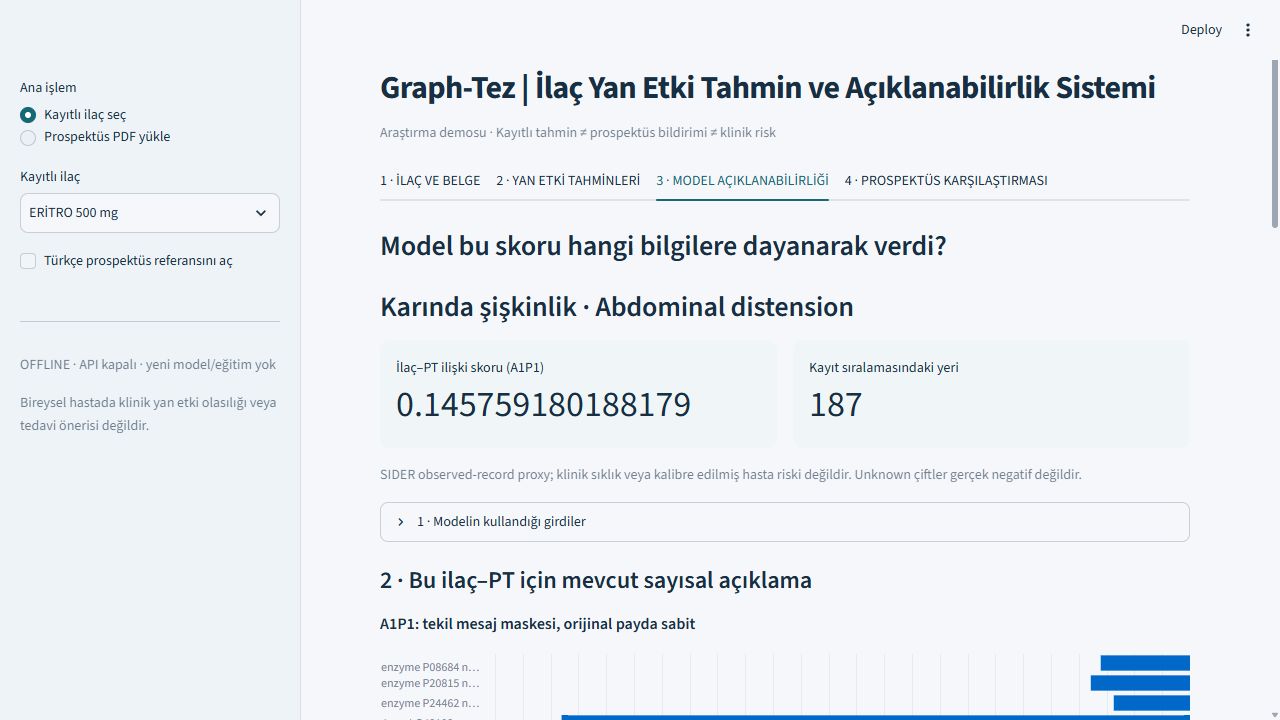 Deploy
Ana işlem
Kayıtlı ilaç seç
Prospektüs PDF yükle
Kayıtlı ilaç
ERİTRO 500 mg
Türkçe prospektüs referansını aç
OFFLINE · API kapalı · yeni model/eğitim yok
Bireysel hastada klinik yan etki olasılığı veya
tedavi önerisi değildir.
Graph-Tez | İlaç Yan Etki Tahmin ve Açıklanabilirlik Sistemi
Araştırma demosu · Kayıtlı tahmin ≠ prospektüs bildirimi ≠ klinik risk
1 · İLAÇ VE BELGE
2 · YAN ETKİ TAHMİNLERİ
3 · MODEL AÇIKLANABİLİRLİĞİ
4 · PROSPEKTÜS KARŞILAŞTIRMASI
Model bu skoru hangi bilgilere dayanarak verdi?
Karında şişkinlik · Abdominal distension
İlaç–PT ilişki skoru (A1P1)
0.145759180188179
Kayıt sıralamasındaki yeri
187
SIDER observed-record proxy; klinik sıklık veya kalibre edilmiş hasta riski değildir. Unknown çiftler gerçek negatif değildir.
1 · Modelin kullandığı girdiler
2 · Bu ilaç–PT için mevcut sayısal açıklama
A1P1: tekil mesaj maskesi, orijinal payda sabit
enzyme P08684 n…
enzyme P20815 n…
enzyme P24462 n…